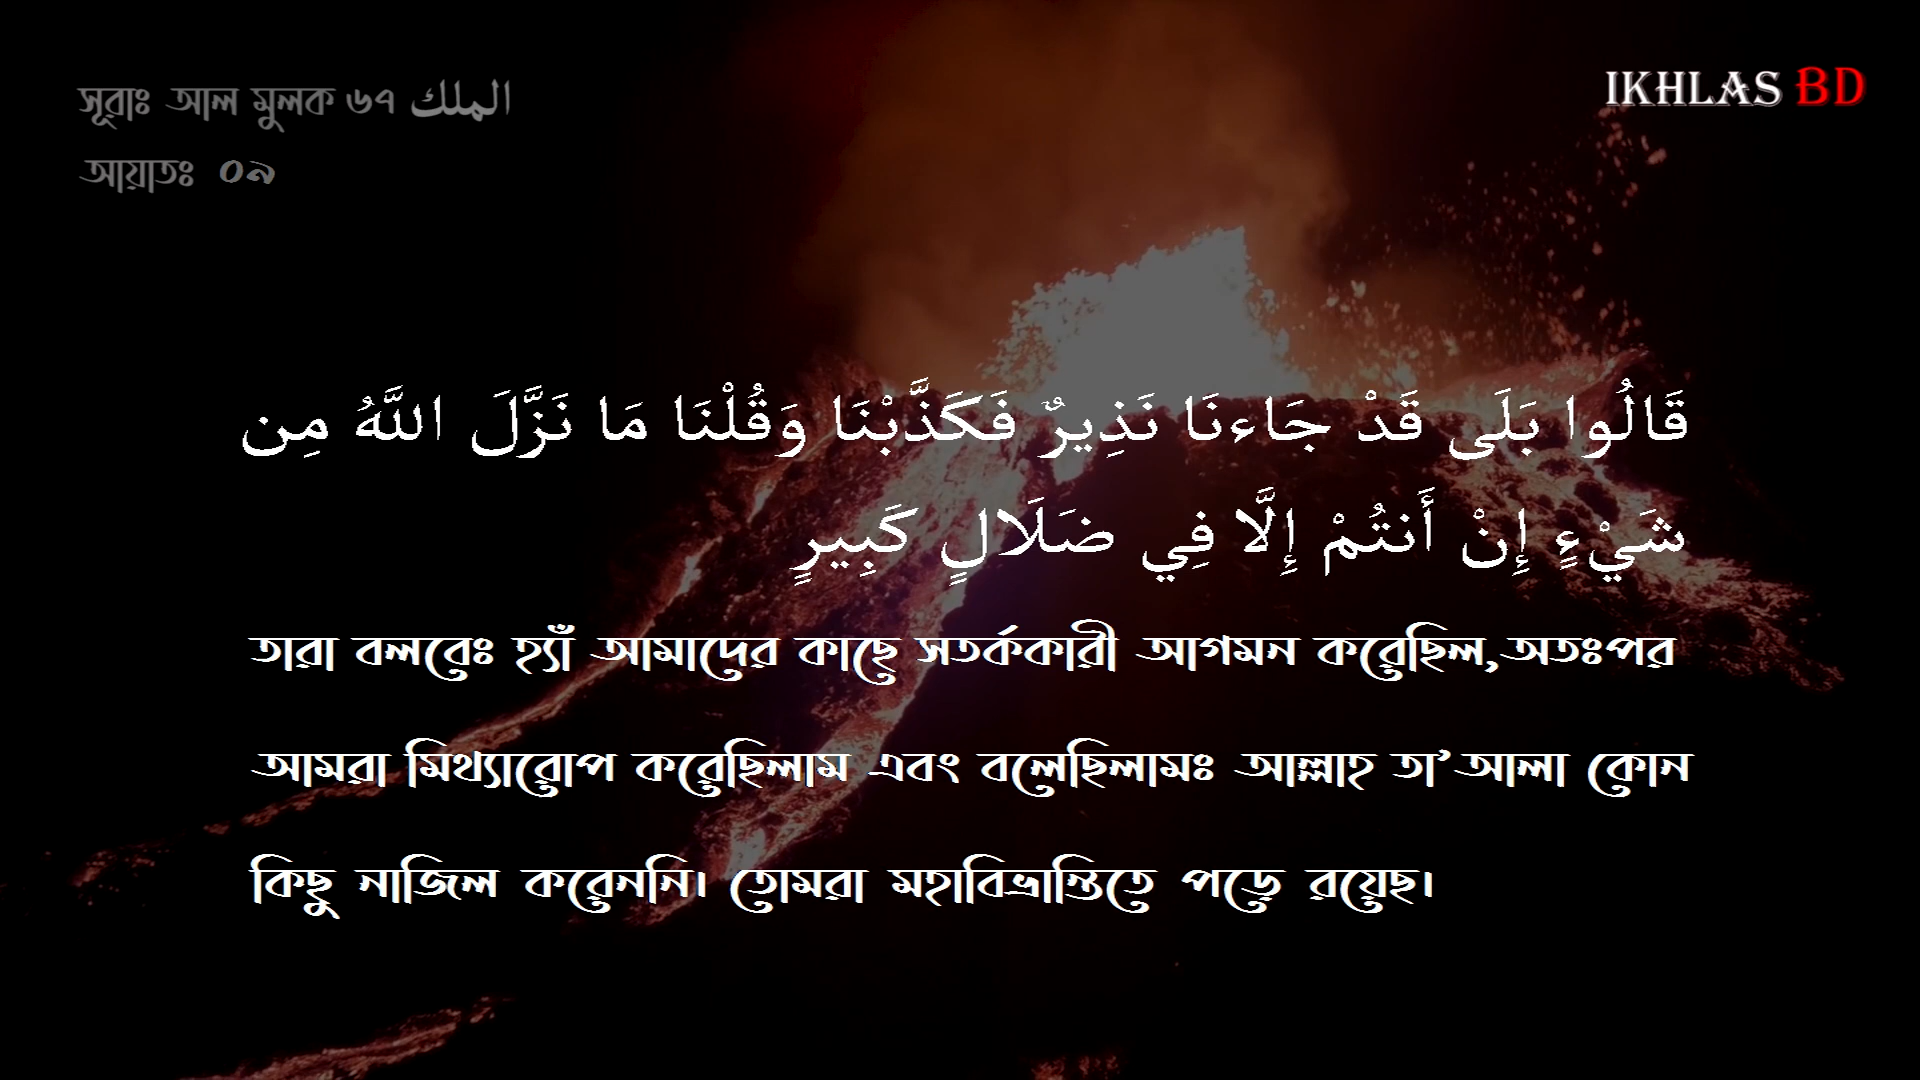 সূরাঃ আল মুলক ৬৭ الملك
IKHLAS BD
আয়াতঃ ০৯
قَالُوا بَلَى قَدْ جَاءنَا نَذِيرٌ فَكَذَّبْنَا وَقُلْنَا مَا نَزَّلَ اللَّهُ مِن
شَيْءٍ إِنْ أَنتُمْ إِلَّا فِي ضَلَالٍ كَبِيرٍ
তারা বলবেঃ হ্যাঁ আমাদের কাছে সতর্ককারী আগমন করেছিল,অতঃপর
আমরা মিথ্যারোপ করেছিলাম এবং বলেছিলামঃ আল্লাহ তা’আলা কোন
কিছু নাজিল করেননি। তোমরা মহাবিভ্রান্তিতে পড়ে রয়েছ।